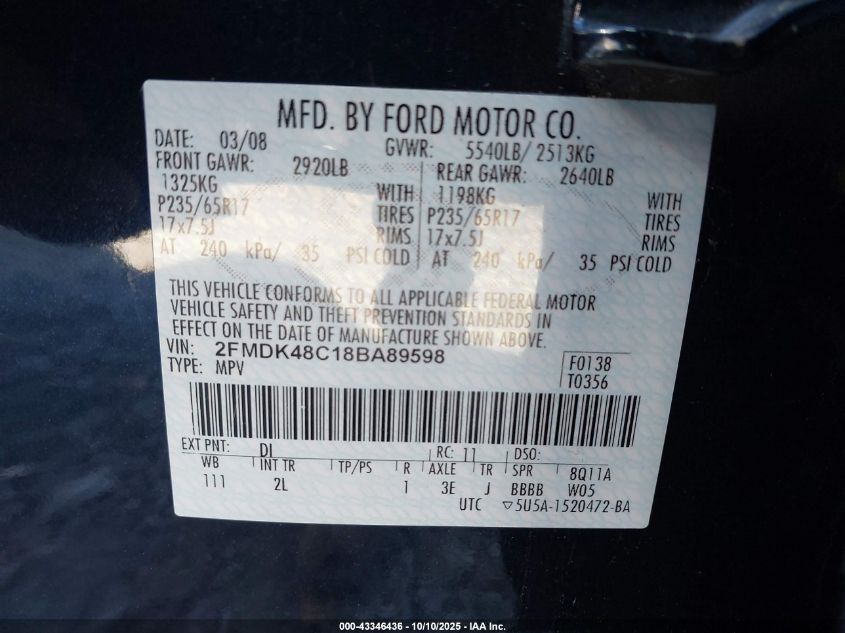 MFD. BY FORD MOTOR CO.
DATE: 03/08 GVWR: 5540LB/ 2513KG
FRONT GAWR: 2920LB REAR GAWR: 2640LB
1325KG WITH 1198KG WITH
P235/65R17 TIRES P235/65R17 TIRES
17x7.5J RIMS 17x7.5J RIMS
AT 240 kPa/ 35 PSI COLD AT 240 kPa/ 35 PSI COLD
THIS VEHICLE CONFORMS TO ALL APPLICABLE FEDERAL MOTOR
VEHICLE SAFETY AND THEFT PREVENTION STANDARDS IN
EFFECT ON THE DATE OF MANUFACTURE SHOWN ABOVE.
VIN: 2FMDK48C18BA89598 F0138
TYPE: MPV T0356
EXT PNT: DI RC: 11 DSO:
WB INT TR TP/PS R AXLE TR SPR 8Q11A
111 2L 1 3E J BBBB W05
UTC ▽5U5A-1520472-BA
000-43346436 - 10/10/2025 - IAA Inc.